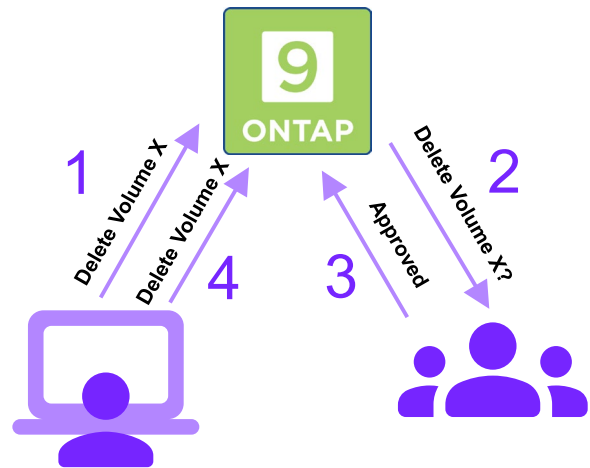 9
ONTAP
1
Delete Volume X
Delete Volume X
4
Delete Volume X?
2
Approved
3